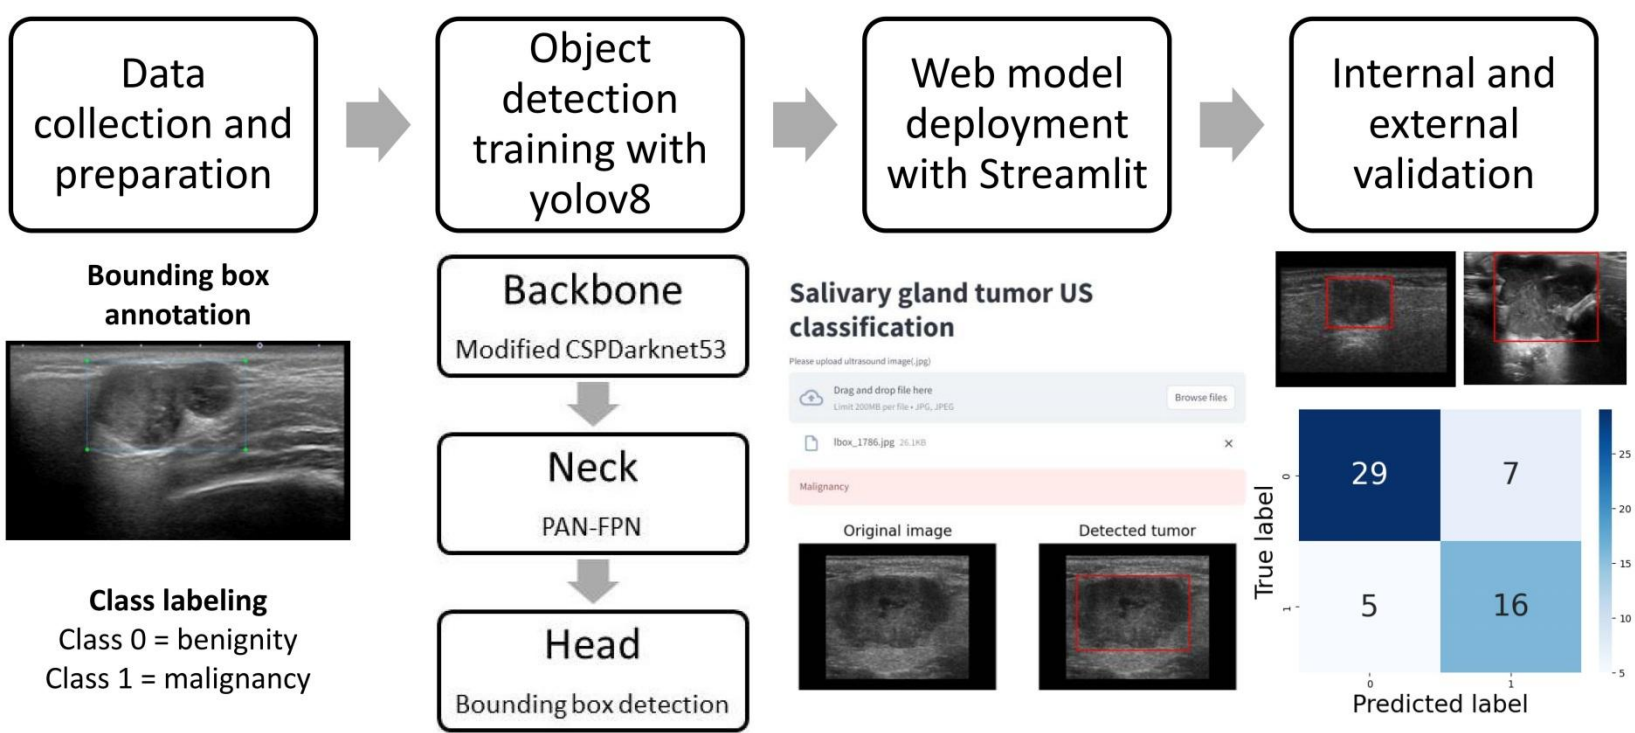 Data
collection and
preparation
Object
detection
training with
yolov8
Web model
deployment
with Streamlit
Internal and
external
validation
Bounding box
annotation
Class labeling
Class 0 = benignity
Class 1 = malignancy
Backbone
Modified CSPDarknet53
Neck
PAN-FPN
Head
Bounding box detection
Salivary gland tumor US
classification
Please upload ultrasound image(.jpg)
Drag and drop file here
Limit 200MB per file • JPG, JPEG
Browse files
lbox_1786.jpg 26.1KB
Malignancy
Original image
Detected tumor
True label
0
1
29
7
5
16
0
1
Predicted label
25
20
15
10
5